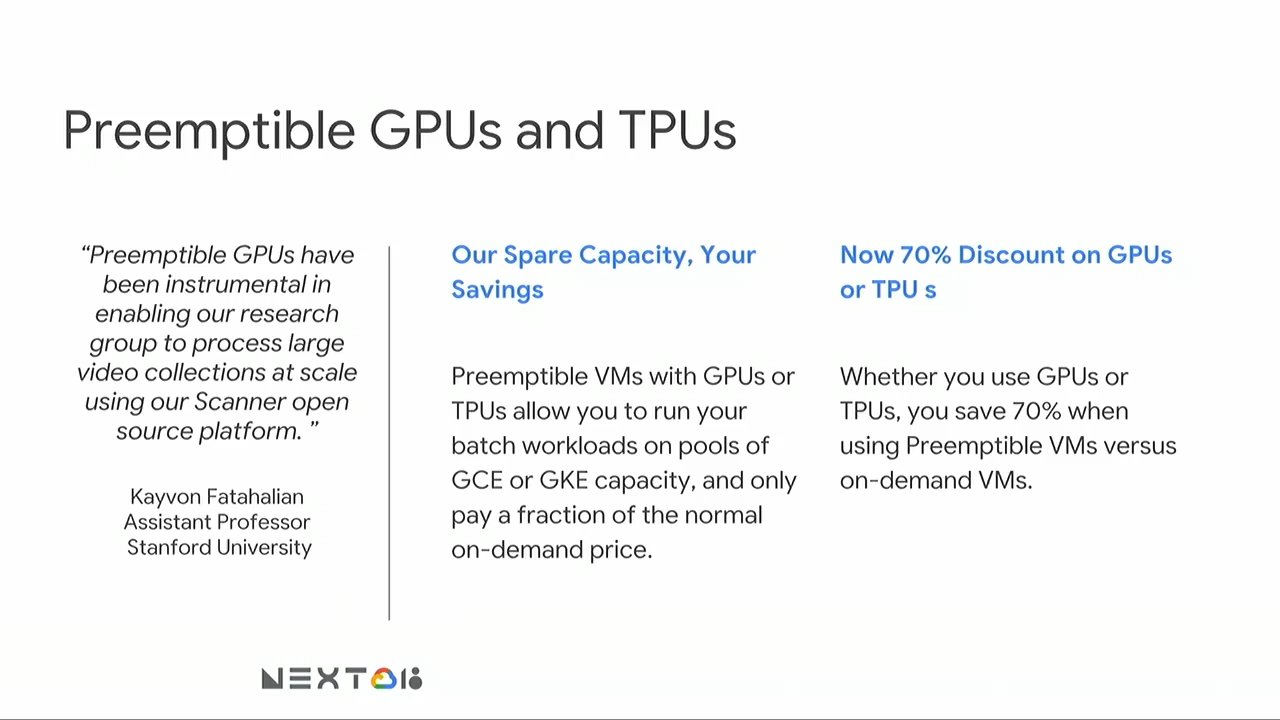 Preemptible GPUs and TPUs
“Preemptible GPUs have
been instrumental in
enabling our research
group to process large
video collections at scale
using our Scanner open
source platform. ”
Kayvon Fatahalian
Assistant Professor
Stanford University
Our Spare Capacity, Your
Savings
Preemptible VMs with GPUs or
TPUs allow you to run your
batch workloads on pools of
GCE or GKE capacity, and only
pay a fraction of the normal
on-demand price.
Now 70% Discount on GPUs
or TPU s
Whether you use GPUs or
TPUs, you save 70% when
using Preemptible VMs versus
on-demand VMs.
NEXT 18